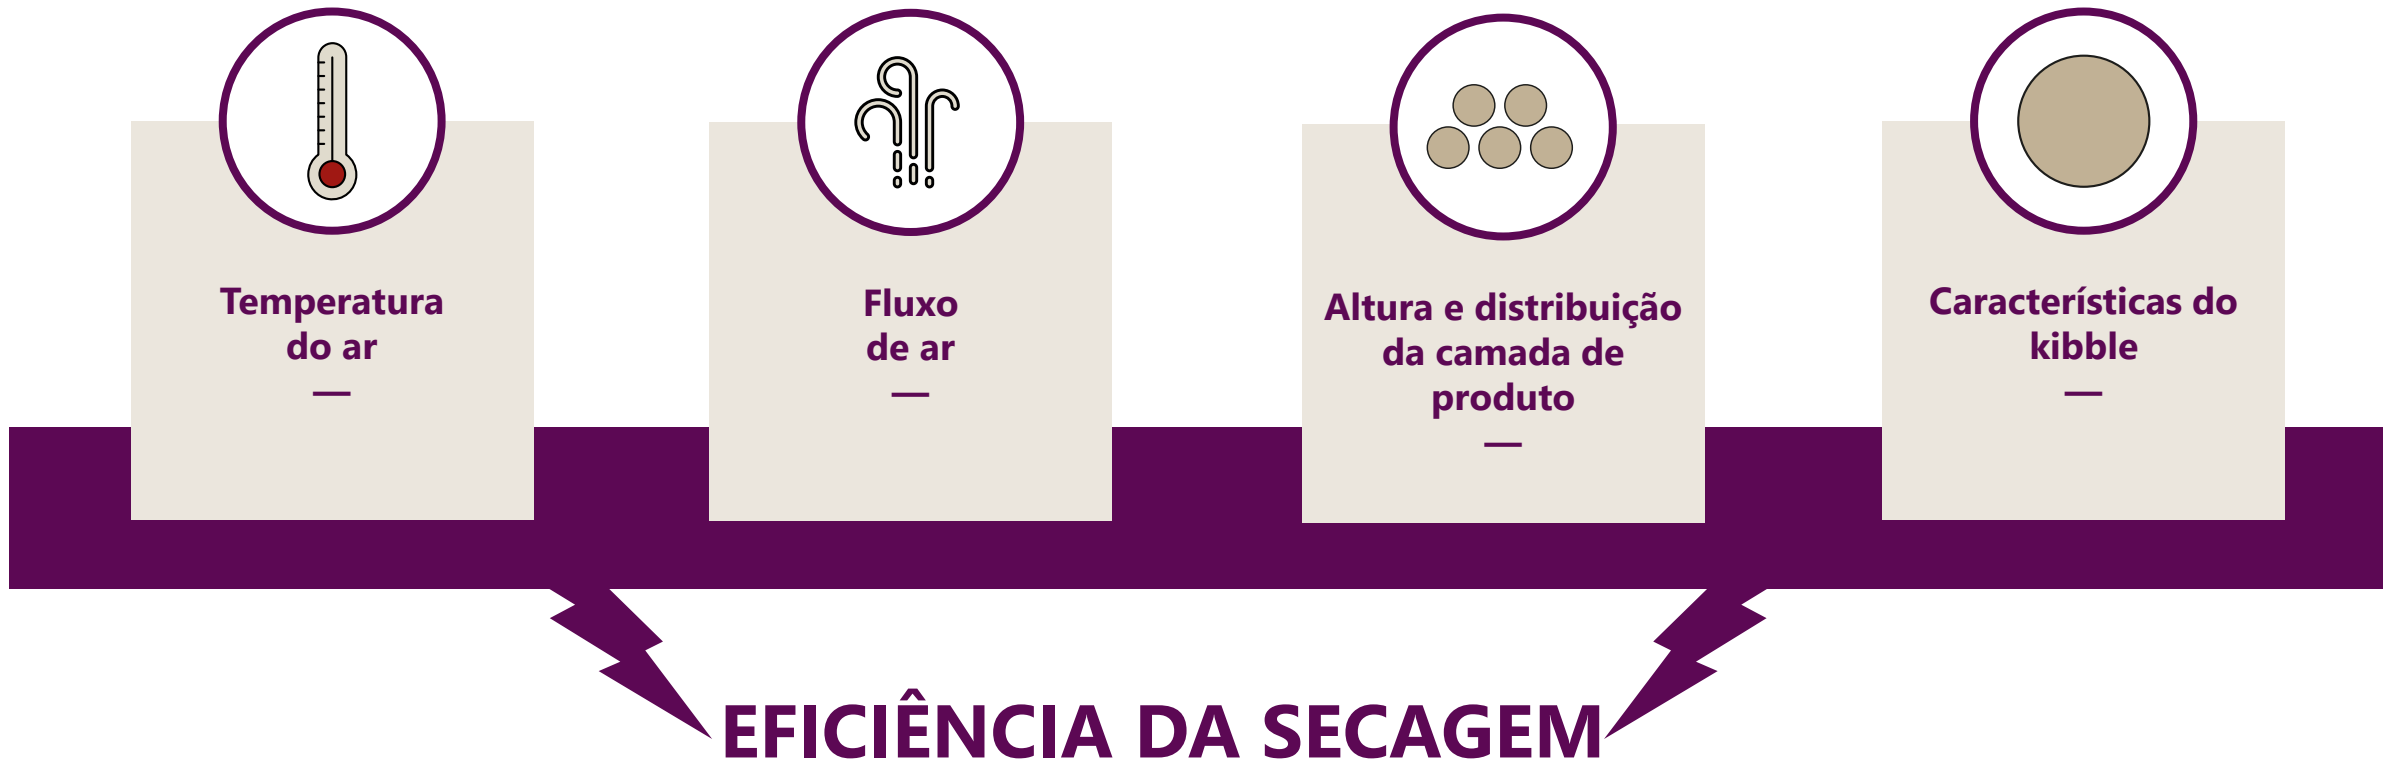 Temperatura
do ar
—
Fluxo
de ar
—
Altura e distribuição
da camada de
produto
—
Características do
kibble
—
EFICIÊNCIA DA SECAGEM